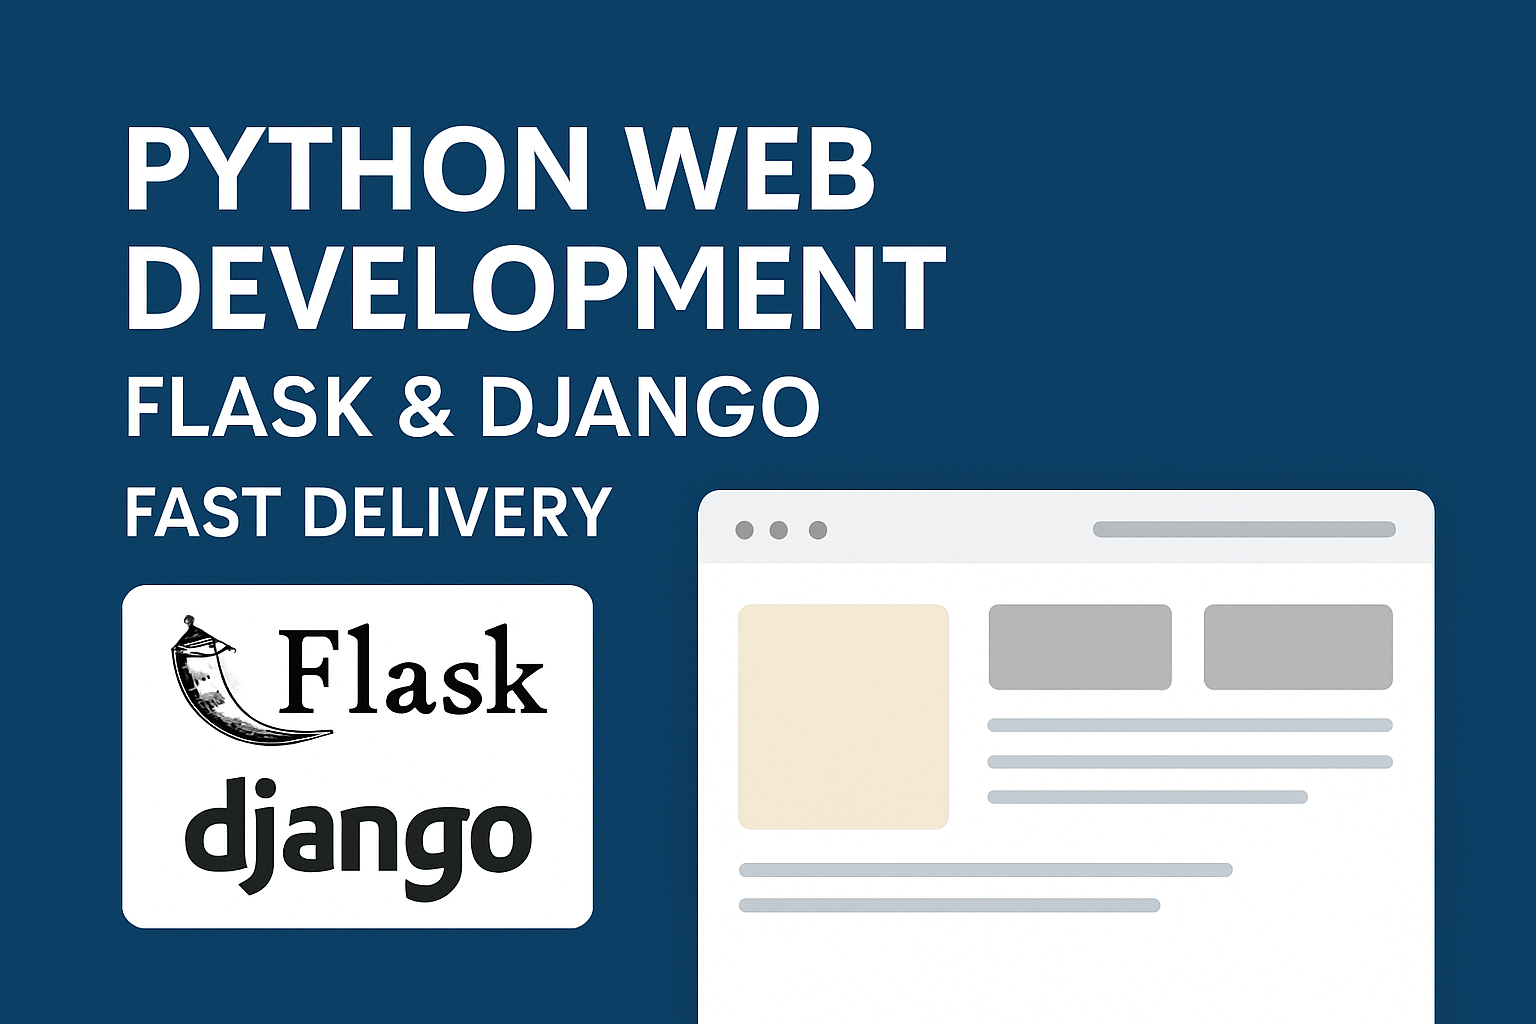 PYTHON WEB
DEVELOPMENT
FLASK & DJANGO
FAST DELIVERY
Flask
django